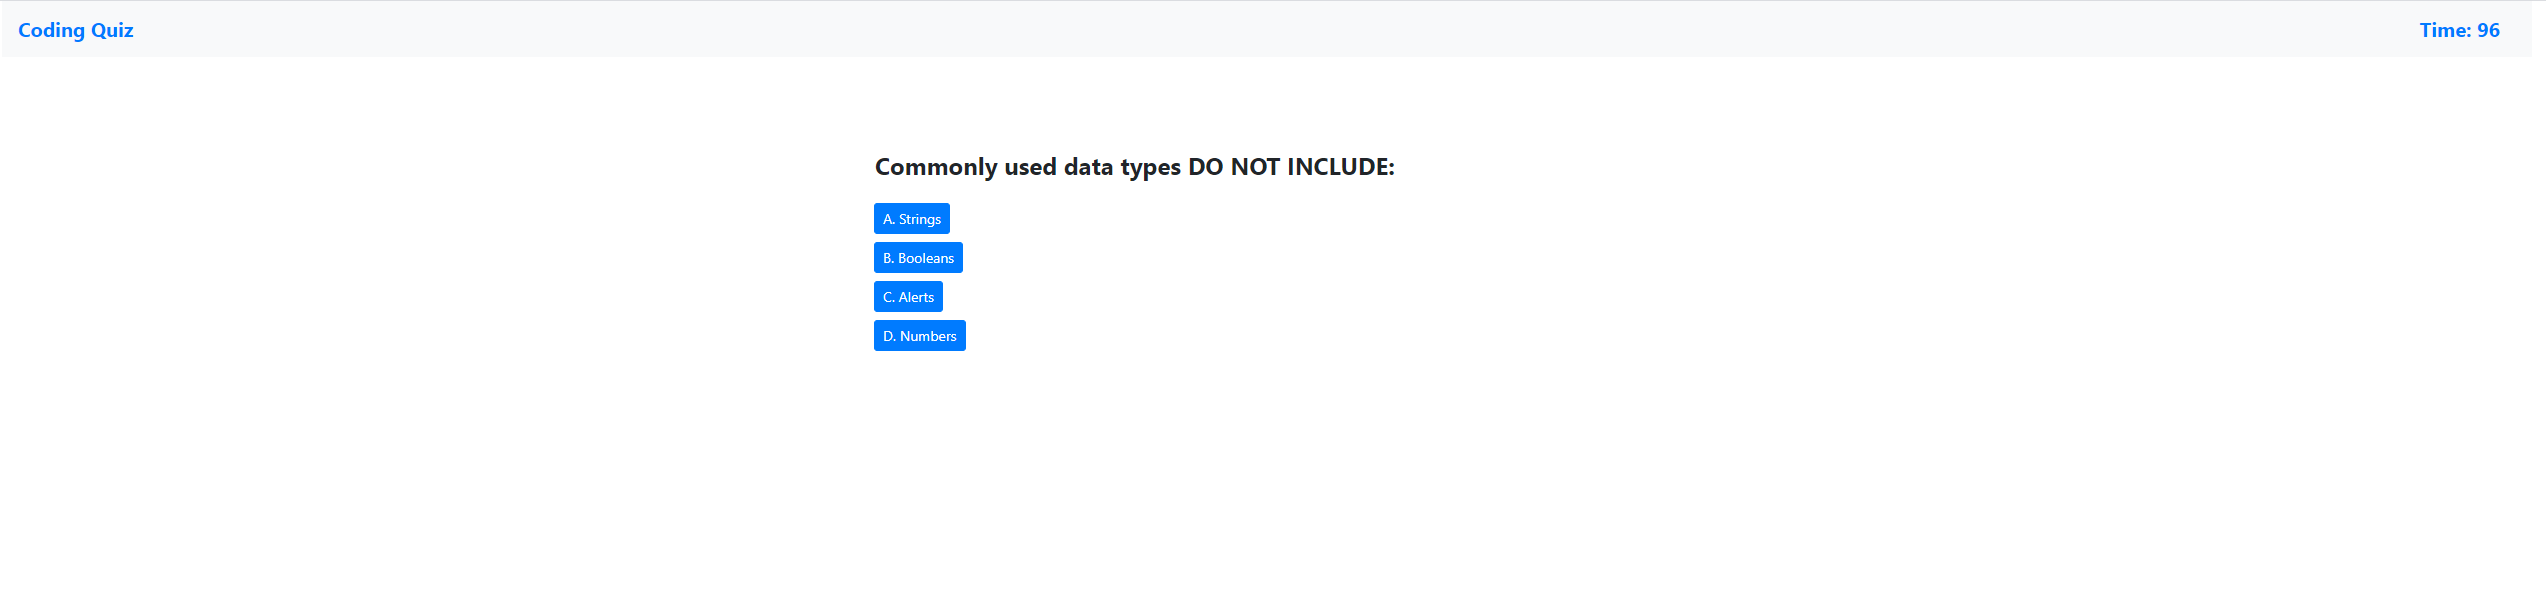 Coding Quiz
Time: 96
Commonly used data types DO NOT INCLUDE:
A. Strings
B. Booleans
C. Alerts
D. Numbers